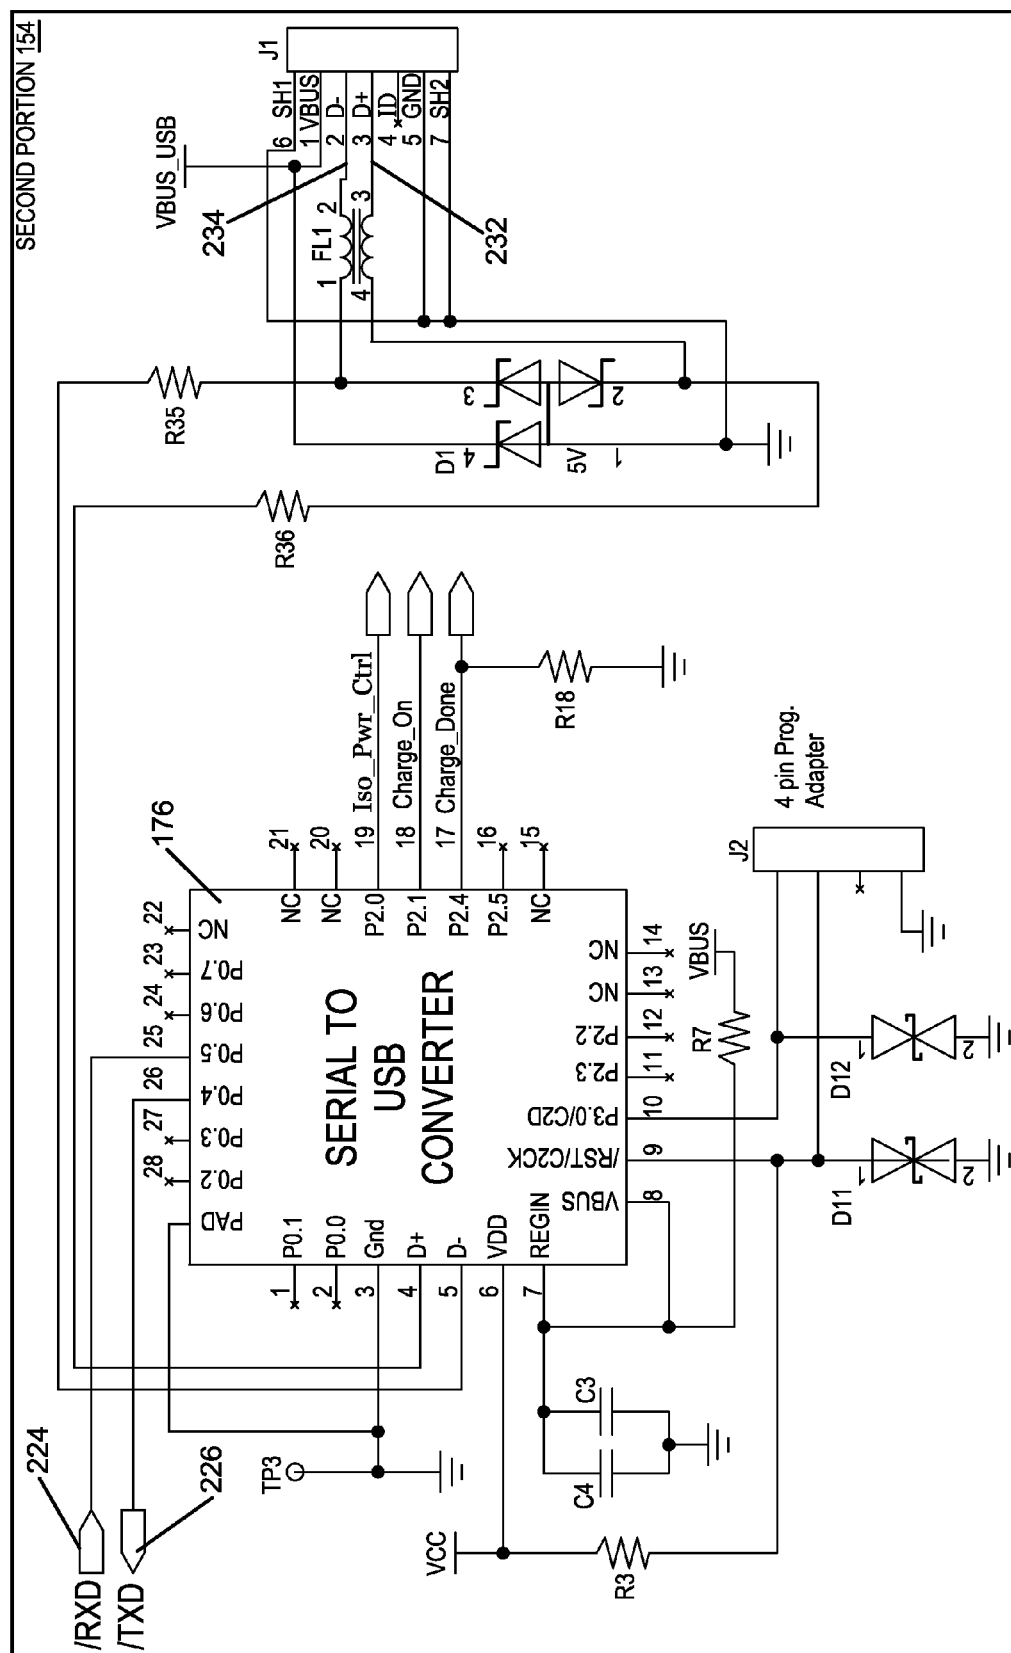 SECOND PORTION 154
/RXD
224
/TXD
226
176
SERIAL TO
USB
CONVERTER
PAD
P0.2
28
P0.3
27
P0.4
26
P0.5
25
P0.6
24
P0.7
23
NC
22
P0.1
1
P0.0
2
Gnd
3
D+
4
D-
5
VDD
6
REGIN
7
NC
21
NC
20
P2.0
19
Iso_Pwr_Ctrl
P2.1
18
Charge_On
P2.4
17
Charge_Done
P2.5
16
NC
15
VBUS
8
/RST/C2CK
9
P3.0/C2D
10
P2.3
11
P2.2
12
NC
13
NC
14
TP3
C4
C3
VCC
R3
R7
VBUS
R18
D11
1
2
D12
1
2
J2
4 pin Prog.
Adapter
R35
R36
D1
4
3
2
5V
1
FL1
1
2
4
3
234
232
VBUS_USB
J1
6
SH1
1
VBUS
2
D-
3
D+
4
ID
5
GND
7
SH2